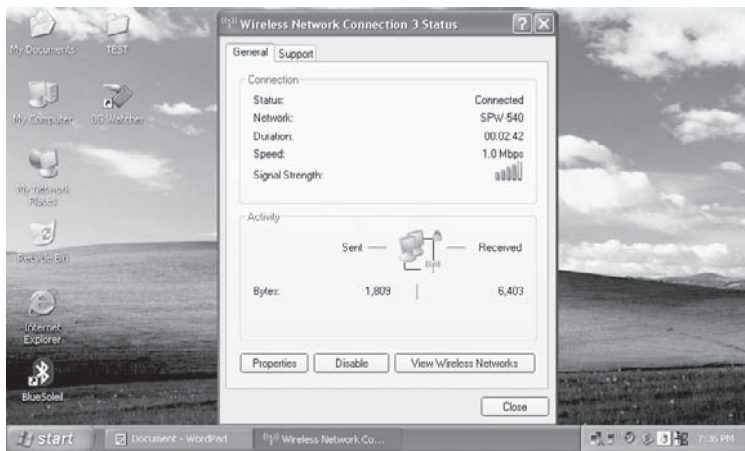 My Documents
TEST
My Computer
My Network
Places
Recycle Bin
Internet
Explorer
BlueSoleil
Wireless Network Connection 3 Status
General
Support
Connection
Status: Connected
Network: SPW-540
Duration: 00:02:42
Speed: 1.0 Mbps
Signal Strength:
Activity
Sent
Received
Bytes: 1,809 6,403
Properties
Disable
View Wireless Networks
Close
start
Document - WordPad
Wireless Network Co...
7:36 PM